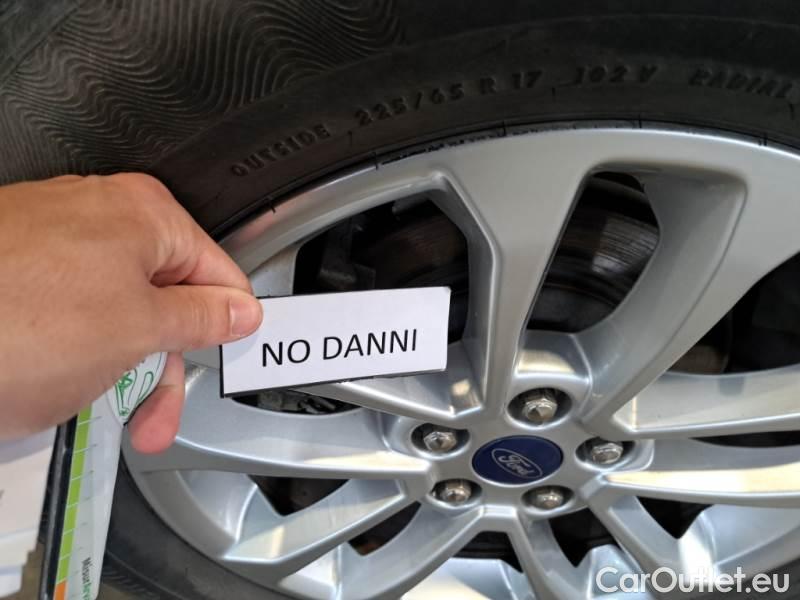 OUTSIDE 225/65 R 17 102 V RADIAL
NO DANNI
Ford
CarOutlet.eu